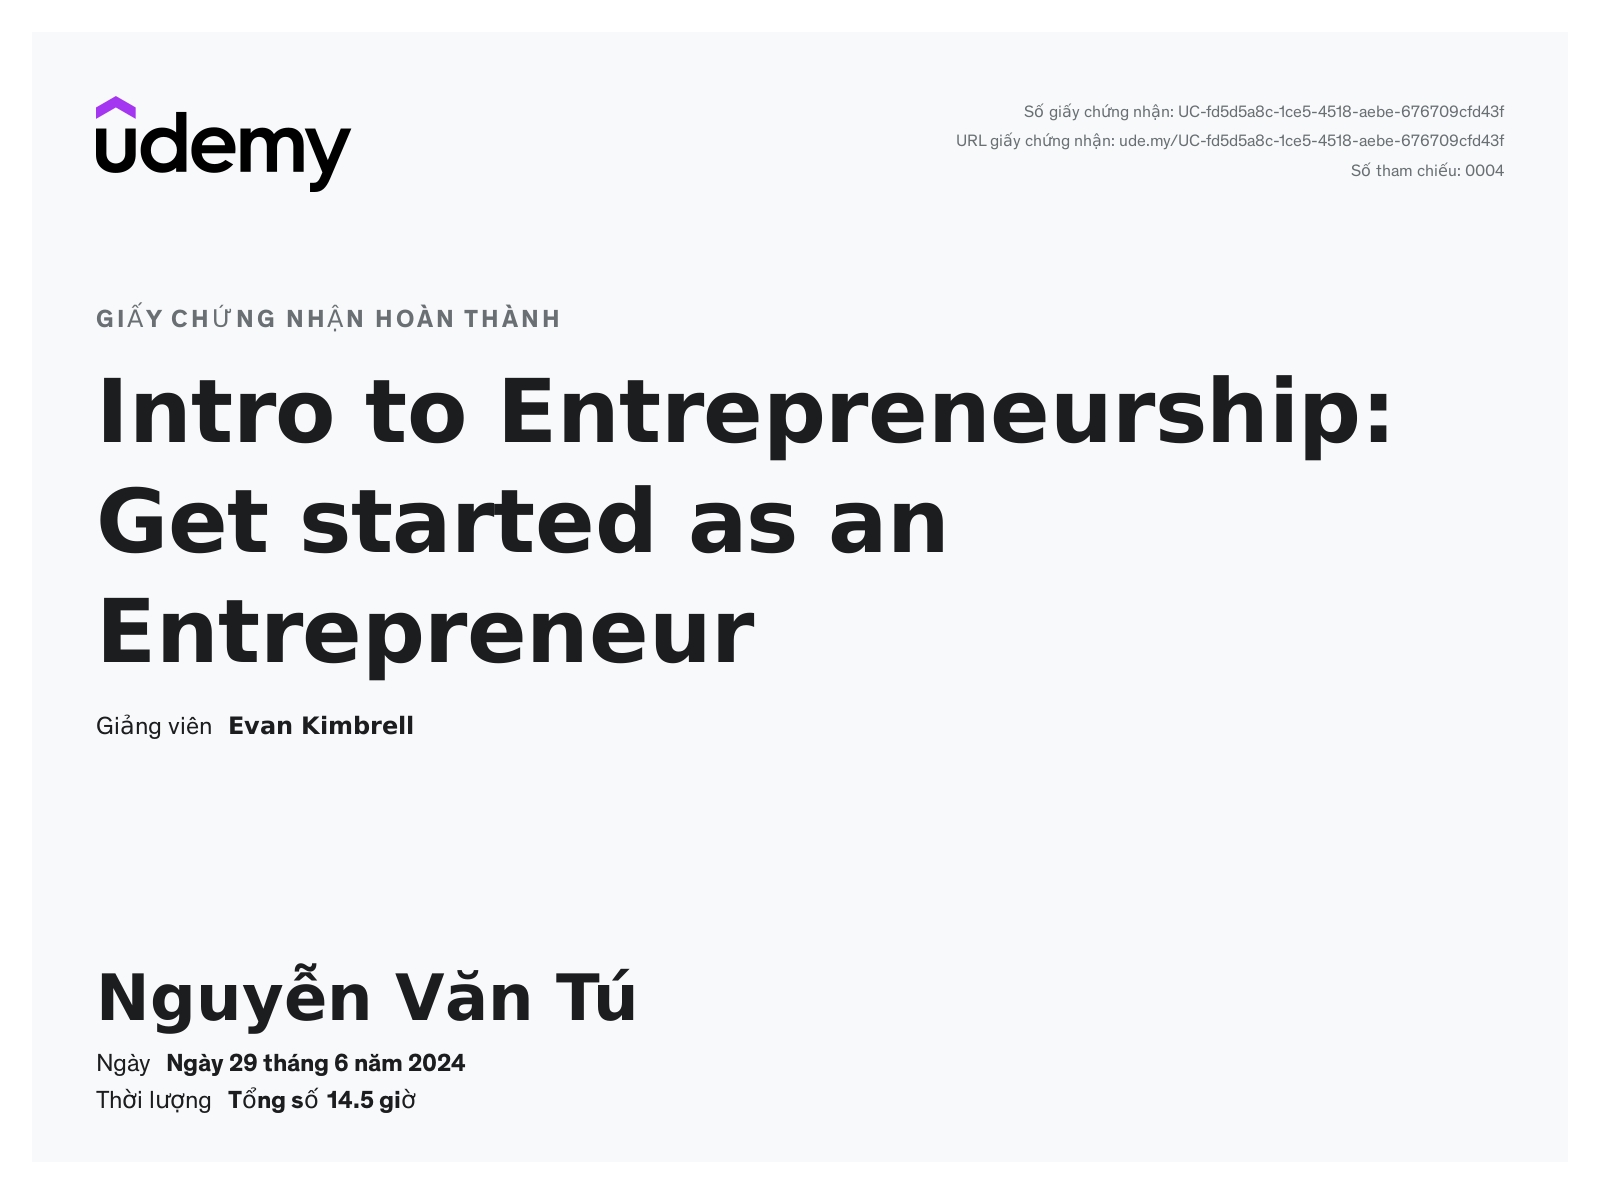 udemy
Số giấy chứng nhận: UC-fd5d5a8c-1ce5-4518-aebe-676709cfd43f
URL giấy chứng nhận: ude.my/UC-fd5d5a8c-1ce5-4518-aebe-676709cfd43f
Số tham chiếu: 0004
GIẤY CHỨNG NHẬN HOÀN THÀNH
Intro to Entrepreneurship:
Get started as an
Entrepreneur
Giảng viên Evan Kimbrell
Nguyễn Văn Tú
Ngày Ngày 29 tháng 6 năm 2024
Thời lượng Tổng số 14.5 giờ